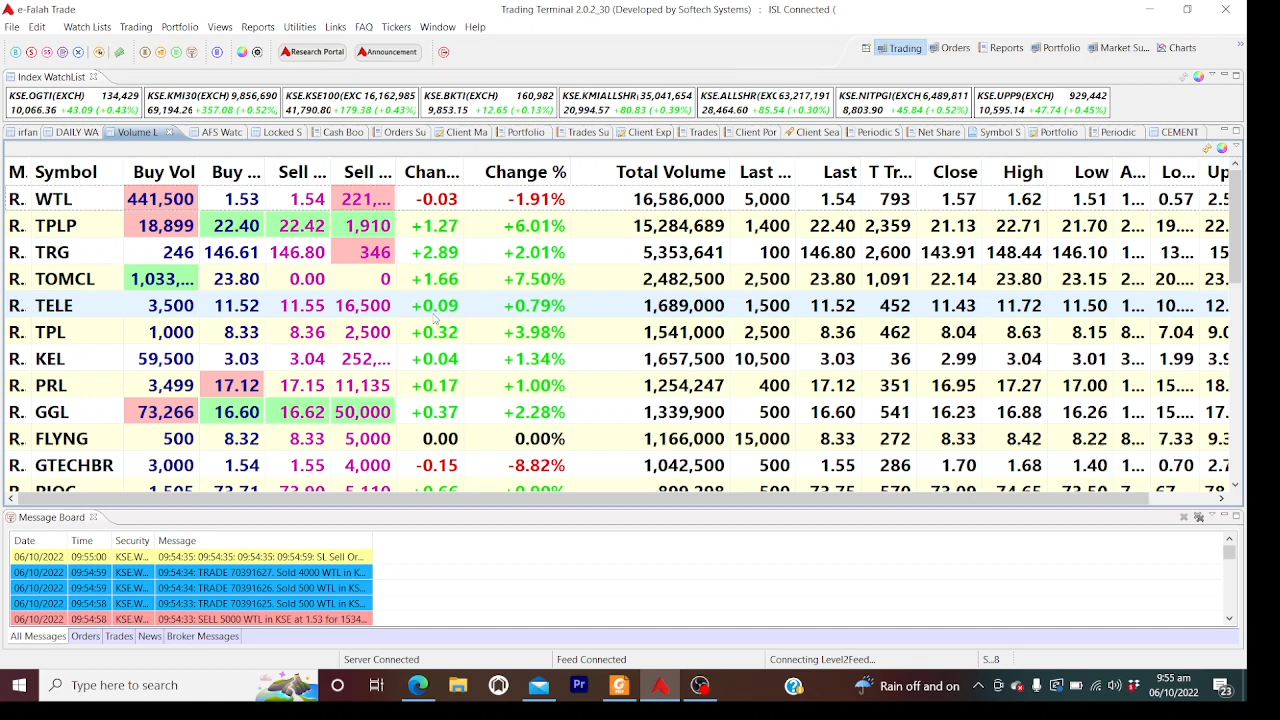 e-Falah Trade
Trading Terminal 2.0.2_30 (Developed by Softech Systems) : ISL Connected (
File Edit Watch Lists Trading Portfolio Views Reports Utilities Links FAQ Tickers Window Help
Research Portal Announcement Trading Orders Reports Portfolio Market Su... Charts
Index WatchList
KSE.OGTI(EXCH) 134,429 KSE.KMI30(EXCH) 9,856,690 KSE.KSE100(EXC 16,162,985 KSE.BKTI(EXCH) 160,982 KSE.KMIALLSHR( 35,041,654 KSE.ALLSHR(EXC 63,217,191 KSE.NITPGI(EXCH 6,489,811 KSE.UPP9(EXCH) 929,442
10,066.36 +43.09 (+0.43%) 69,194.26 +357.08 (+0.52%) 41,790.80 +179.38 (+0.43%) 9,853.15 +12.65 (+0.13%) 20,994.57 +80.83 (+0.39%) 28,464.60 +85.54 (+0.30%) 8,803.90 +45.84 (+0.52%) 10,595.14 +47.74 (+0.45%)
irfan DAILY WA Volume L AFS Watc Locked S Cash Boo Orders Su Client Ma Portfolio Trades Su Client Exp Trades Client Por Client Sea Periodic S Net Share Symbol S Portfolio Periodic CEMENT
M. Symbol Buy Vol Buy ... Sell ... Sell ... Chan... Change % Total Volume Last ... Last T Tr... Close High Low A... Lo... Up
R.. WTL 441,500 1.53 1.54 221,... -0.03 -1.91% 16,586,000 5,000 1.54 793 1.57 1.62 1.51 1... 0.57 2.5
R.. TPLP 18,899 22.40 22.42 1,910 +1.27 +6.01% 15,284,689 1,400 22.40 2,359 21.13 22.71 21.70 2... 19.... 22.
R.. TRG 246 146.61 146.80 346 +2.89 +2.01% 5,353,641 100 146.80 2,600 143.91 148.44 146.10 1... 13... 15
R.. TOMCL 1,033,... 23.80 0.00 0 +1.66 +7.50% 2,482,500 2,500 23.80 1,091 22.14 23.80 23.15 2... 20.... 23.
R.. TELE 3,500 11.52 11.55 16,500 +0.09 +0.79% 1,689,000 1,500 11.52 452 11.43 11.72 11.50 1... 10.... 12.
R.. TPL 1,000 8.33 8.36 2,500 +0.32 +3.98% 1,541,000 2,500 8.36 462 8.04 8.63 8.15 8... 7.04 9.0
R.. KEL 59,500 3.03 3.04 252,... +0.04 +1.34% 1,657,500 10,500 3.03 36 2.99 3.04 3.01 3... 1.99 3.9
R.. PRL 3,499 17.12 17.15 11,135 +0.17 +1.00% 1,254,247 400 17.12 351 16.95 17.27 17.00 1... 15.... 18.
R.. GGL 73,266 16.60 16.62 50,000 +0.37 +2.28% 1,339,900 500 16.60 541 16.23 16.88 16.26 1... 15.... 17.
R.. FLYNG 500 8.32 8.33 5,000 0.00 0.00% 1,166,000 15,000 8.33 272 8.33 8.42 8.22 8... 7.33 9.3
R.. GTECHBR 3,000 1.54 1.55 4,000 -0.15 -8.82% 1,042,500 500 1.55 286 1.70 1.68 1.40 1... 0.70 2.7
Message Board
Date Time Security Message
06/10/2022 09:55:00 KSE.W... 09:54:35: 09:54:35: 09:54:35: 09:54:59: SL Sell Or...
06/10/2022 09:54:59 KSE.W... 09:54:34: TRADE 70391627. Sold 4000 WTL in K...
06/10/2022 09:54:59 KSE.W... 09:54:34: TRADE 70391626. Sold 500 WTL in KS...
06/10/2022 09:54:58 KSE.W... 09:54:33: TRADE 70391625. Sold 500 WTL in KS...
06/10/2022 09:54:58 KSE.W... 09:54:33: SELL 5000 WTL in KSE at 1.53 for 1534...
All Messages Orders Trades News Broker Messages
Server Connected Feed Connected Connecting Level2Feed... S...8
Type here to search Pr Rain off and on 9:55 am
06/10/2022 23